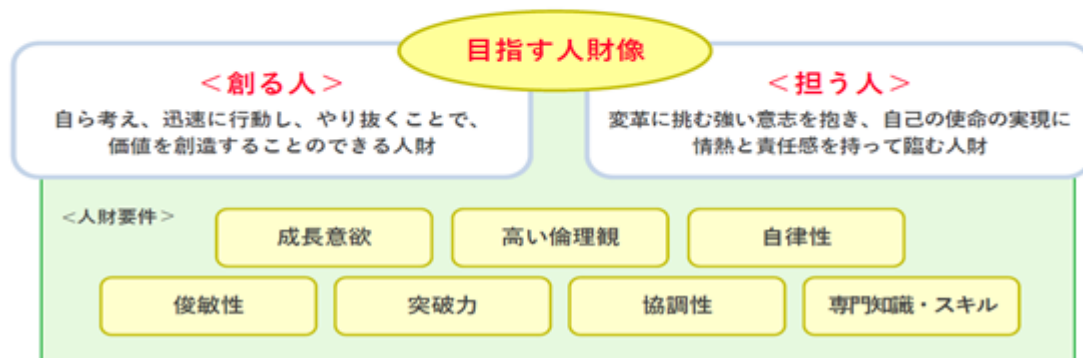 目指す人財像
<創る人>
自ら考え、迅速に行動し、やり抜くことで、
価値を創造することのできる人財
<担う人>
変革に挑む強い意志を抱き、自己の使命の実現に
情熱と責任感を持って臨む人財
<人財要件>
成長意欲
高い倫理観
自律性
俊敏性
突破力
協調性
専門知識・スキル